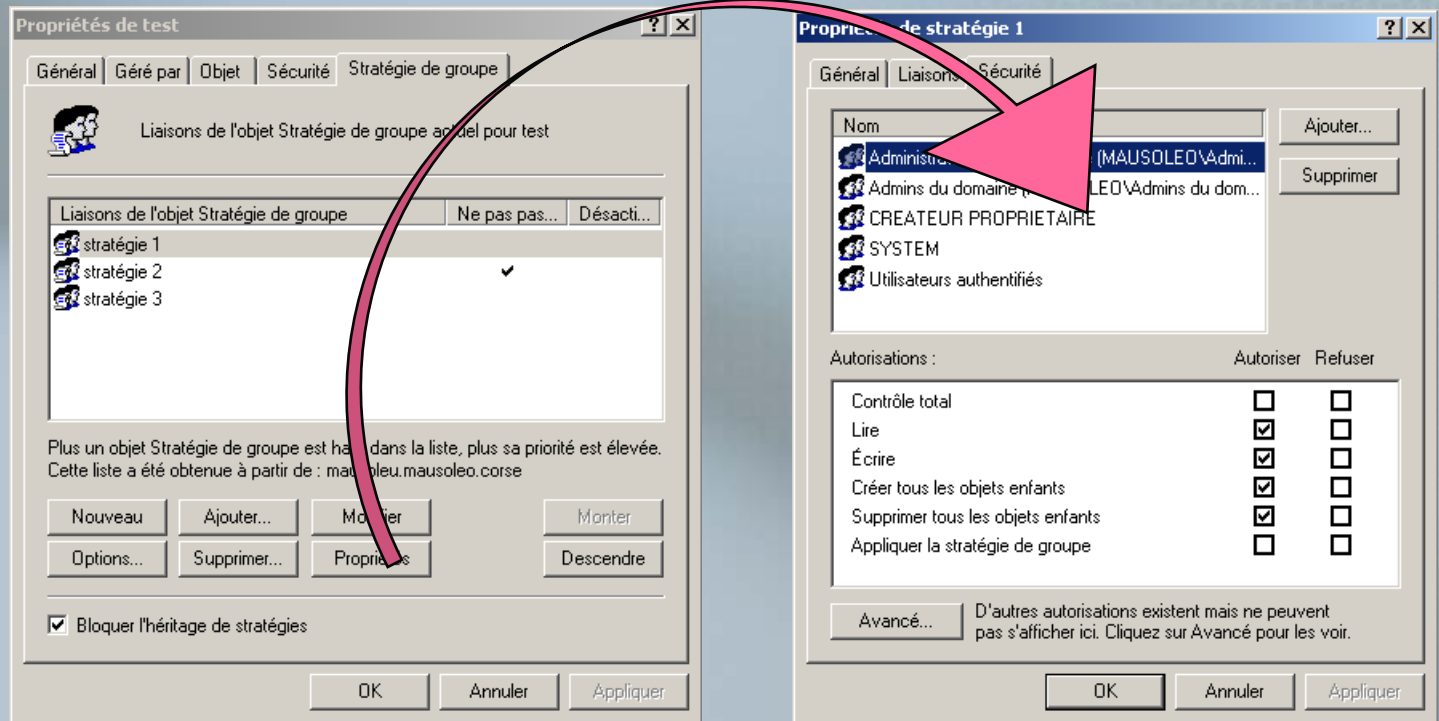 Propriétés de test
Général Géré par Objet Sécurité Stratégie de groupe
Liaisons de l'objet Stratégie de groupe pour test
Liaisons de l'objet Stratégie de groupe Ne pas pas... Désacti...
stratégie 1
stratégie 2
stratégie 3
Plus un objet Stratégie de groupe est haut dans la liste, plus sa priorité est élevée.
Cette liste a été obtenue à partir de : mausoleu.mausoleo.corse
Nouveau Ajouter... Modifier Monter
Options... Supprimer... Propriétés Descendre
Bloquer l'héritage de stratégies
OK Annuler Appliquer
Propriétés de stratégie 1
Général Liaisons Sécurité
Nom
Ajouter...
Supprimer
(MAUSOLEO\Admi...
Admins du domaine LEO\Admins du dom...
CREATEUR PROPRIETAIRE
SYSTEM
Utilisateurs authentifiés
Autorisations : Autoriser Refuser
Contrôle total
Lire
Écrire
Créer tous les objets enfants
Supprimer tous les objets enfants
Appliquer la stratégie de groupe
Avancé... D'autres autorisations existent mais ne peuvent
pas s'afficher ici. Cliquez sur Avancé pour les voir.
OK Annuler Appliquer